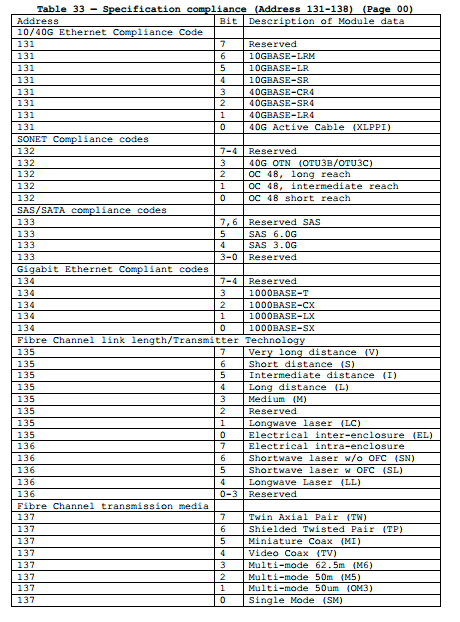 Table 33 — Specification compliance (Address 131-138) (Page 00)
Address Bit Description of Module data
10/40G Ethernet Compliance Code
131 7 Reserved
131 6 10GBASE-LRM
131 5 10GBASE-LR
131 4 10GBASE-SR
131 3 40GBASE-CR4
131 2 40GBASE-SR4
131 1 40GBASE-LR4
131 0 40G Active Cable (XLPPI)
SONET Compliance codes
132 7-4 Reserved
132 3 40G OTN (OTU3B/OTU3C)
132 2 OC 48, long reach
132 1 OC 48, intermediate reach
132 0 OC 48 short reach
SAS/SATA compliance codes
133 7,6 Reserved SAS
133 5 SAS 6.0G
133 4 SAS 3.0G
133 3-0 Reserved
Gigabit Ethernet Compliant codes
134 7-4 Reserved
134 3 1000BASE-T
134 2 1000BASE-CX
134 1 1000BASE-LX
134 0 1000BASE-SX
Fibre Channel link length/Transmitter Technology
135 7 Very long distance (V)
135 6 Short distance (S)
135 5 Intermediate distance (I)
135 4 Long distance (L)
135 3 Medium (M)
135 2 Reserved
135 1 Longwave laser (LC)
135 0 Electrical inter-enclosure (EL)
136 7 Electrical intra-enclosure
136 6 Shortwave laser w/o OFC (SN)
136 5 Shortwave laser w OFC (SL)
136 4 Longwave Laser (LL)
136 0-3 Reserved
Fibre Channel transmission media
137 7 Twin Axial Pair (TW)
137 6 Shielded Twisted Pair (TP)
137 5 Miniature Coax (MI)
137 4 Video Coax (TV)
137 3 Multi-mode 62.5m (M6)
137 2 Multi-mode 50m (M5)
137 1 Multi-mode 50um (OM3)
137 0 Single Mode (SM)